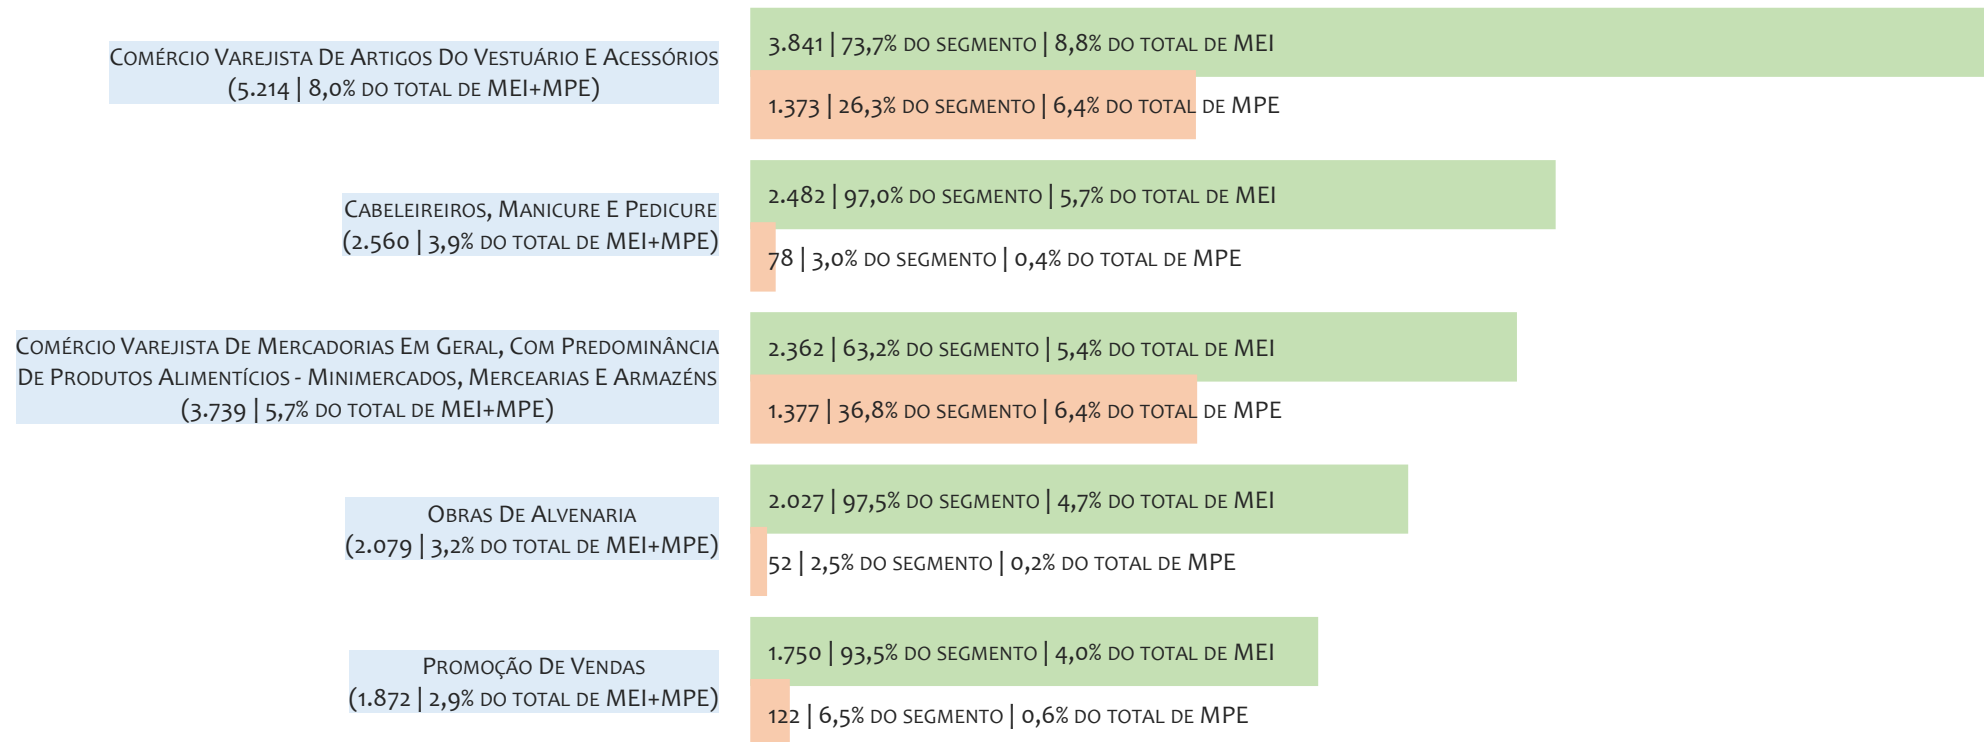 Comércio Varejista De Artigos Do Vestuário E Acessórios
(5.214 | 8,0% do total de MEI+MPE)
3.841 | 73,7% do segmento | 8,8% do total de MEI
1.373 | 26,3% do segmento | 6,4% do total de MPE
Cabeleireiros, Manicure E Pedicure
(2.560 | 3,9% do total de MEI+MPE)
2.482 | 97,0% do segmento | 5,7% do total de MEI
78 | 3,0% do segmento | 0,4% do total de MPE
Comércio Varejista De Mercadorias Em Geral, Com Predominância
De Produtos Alimentícios - Minimercados, Mercearias E Armazéns
(3.739 | 5,7% do total de MEI+MPE)
2.362 | 63,2% do segmento | 5,4% do total de MEI
1.377 | 36,8% do segmento | 6,4% do total de MPE
Obras De Alvenaria
(2.079 | 3,2% do total de MEI+MPE)
2.027 | 97,5% do segmento | 4,7% do total de MEI
52 | 2,5% do segmento | 0,2% do total de MPE
Promoção De Vendas
(1.872 | 2,9% do total de MEI+MPE)
1.750 | 93,5% do segmento | 4,0% do total de MEI
122 | 6,5% do segmento | 0,6% do total de MPE